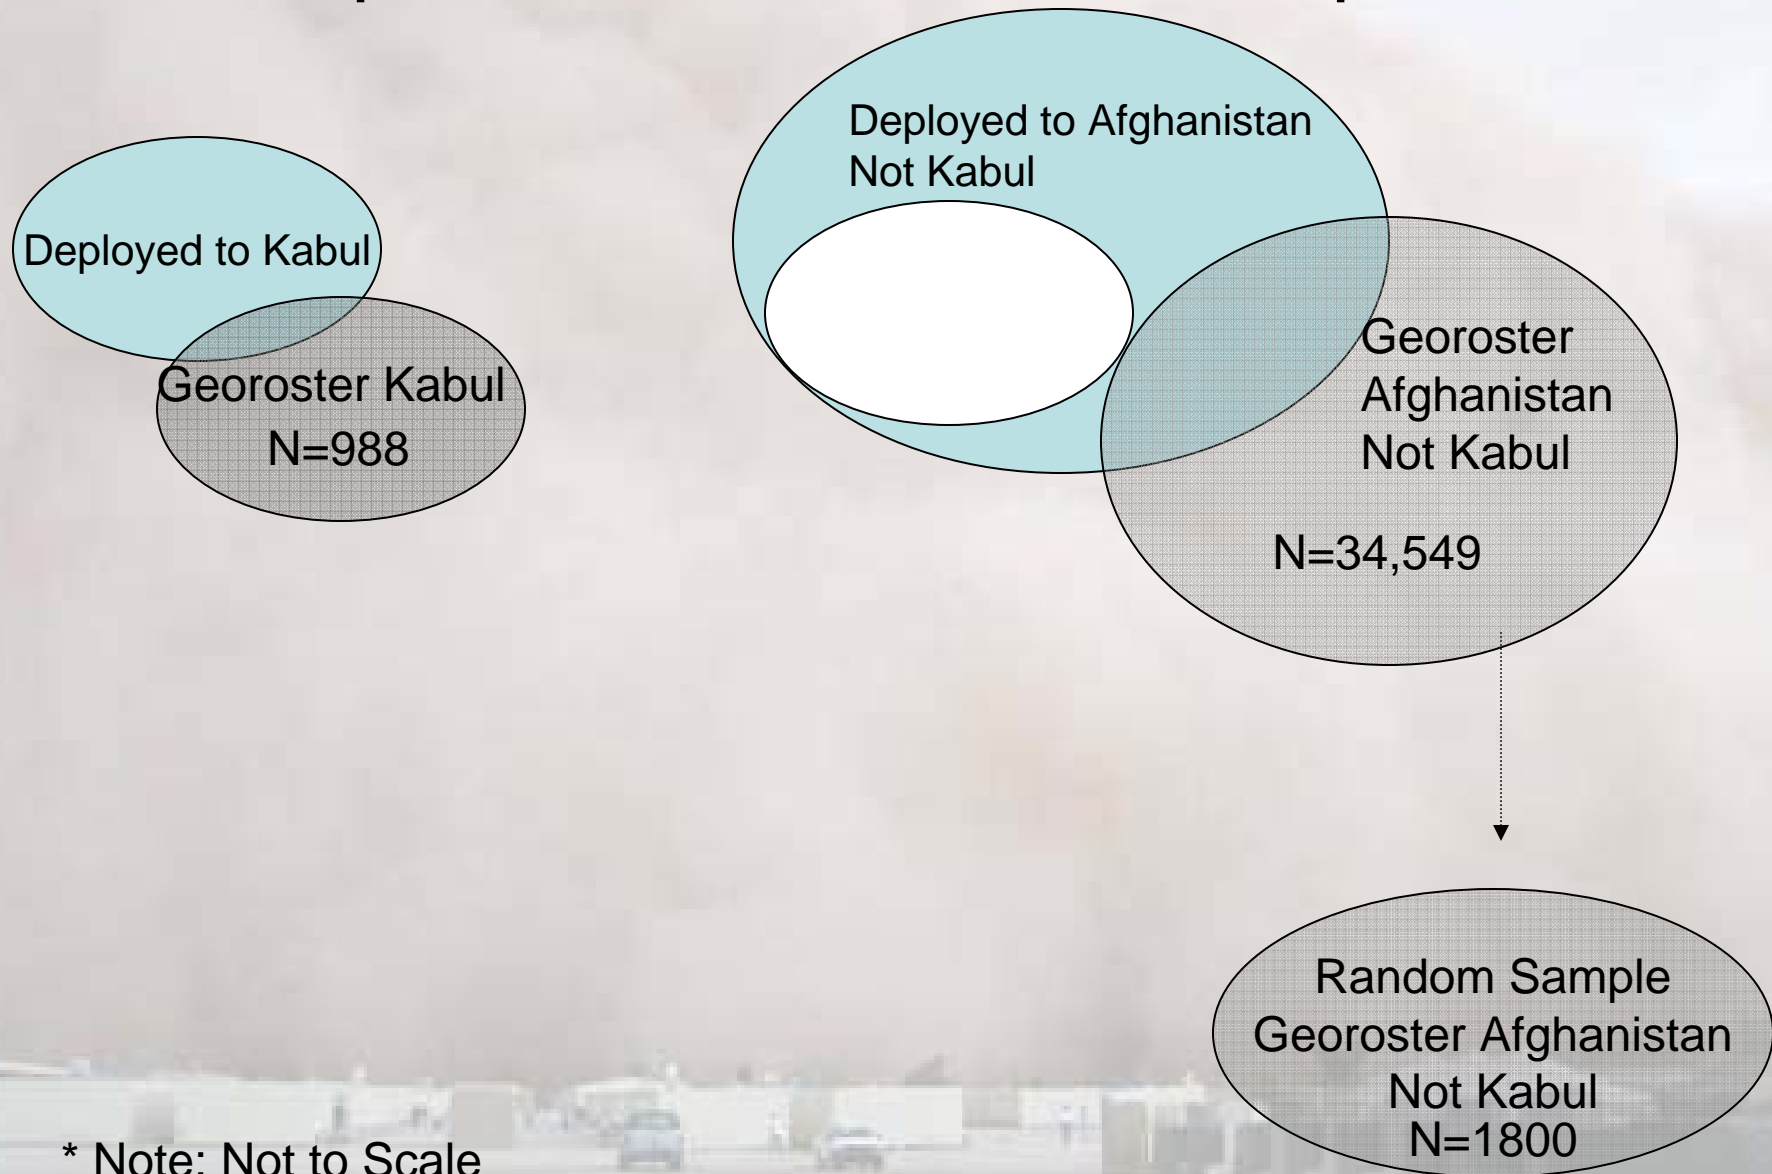 Deployed to Afghanistan
Not Kabul
Deployed to Kabul
Georoster Kabul
N=988
Georoster
Afghanistan
Not Kabul
N=34,549
Random Sample
Georoster Afghanistan
Not Kabul
N=1800
* Note: Not to Scale